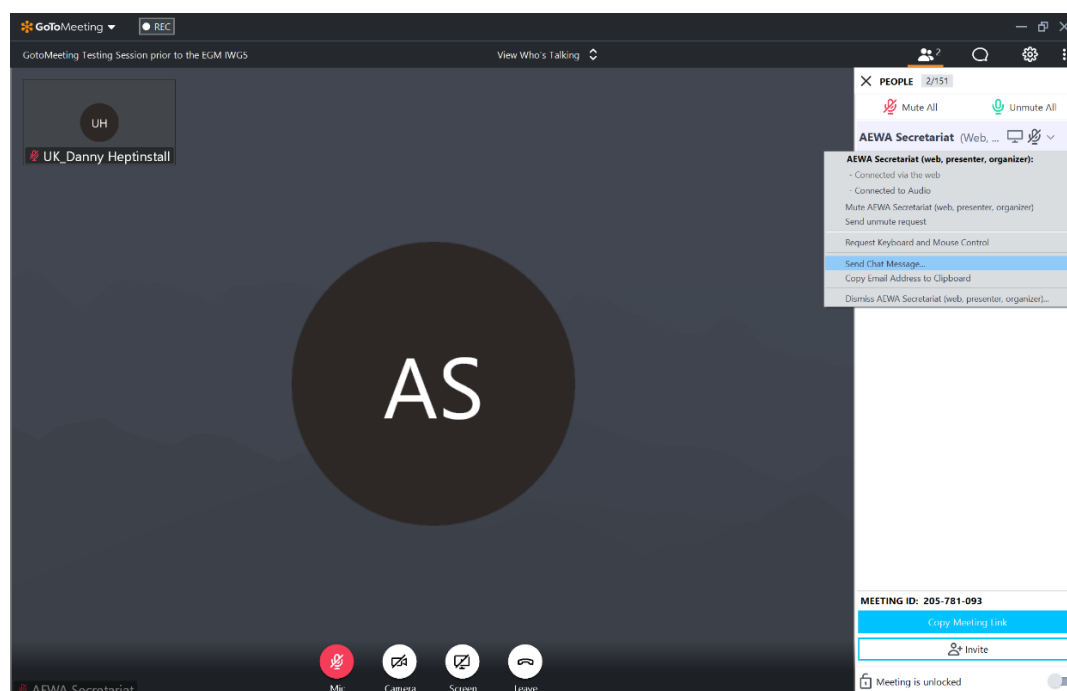 GoToMeeting
REC
GotoMeeting Testing Session prior to the EGM IWG5
View Who's Talking
2
UH
UK_Danny Heptinstall
AS
AEWA Secretariat
Mic
Camera
Screen
Leave
PEOPLE 2/151
Mute All
Unmute All
AEWA Secretariat (Web, ...
AEWA Secretariat (web, presenter, organizer):
- Connected via the web
- Connected to Audio
Mute AEWA Secretariat (web, presenter, organizer)
Send unmute request
Request Keyboard and Mouse Control
Send Chat Message...
Copy Email Address to Clipboard
Dismiss AEWA Secretariat (web, presenter, organizer)...
MEETING ID: 205-781-093
Copy Meeting Link
Invite
Meeting is unlocked